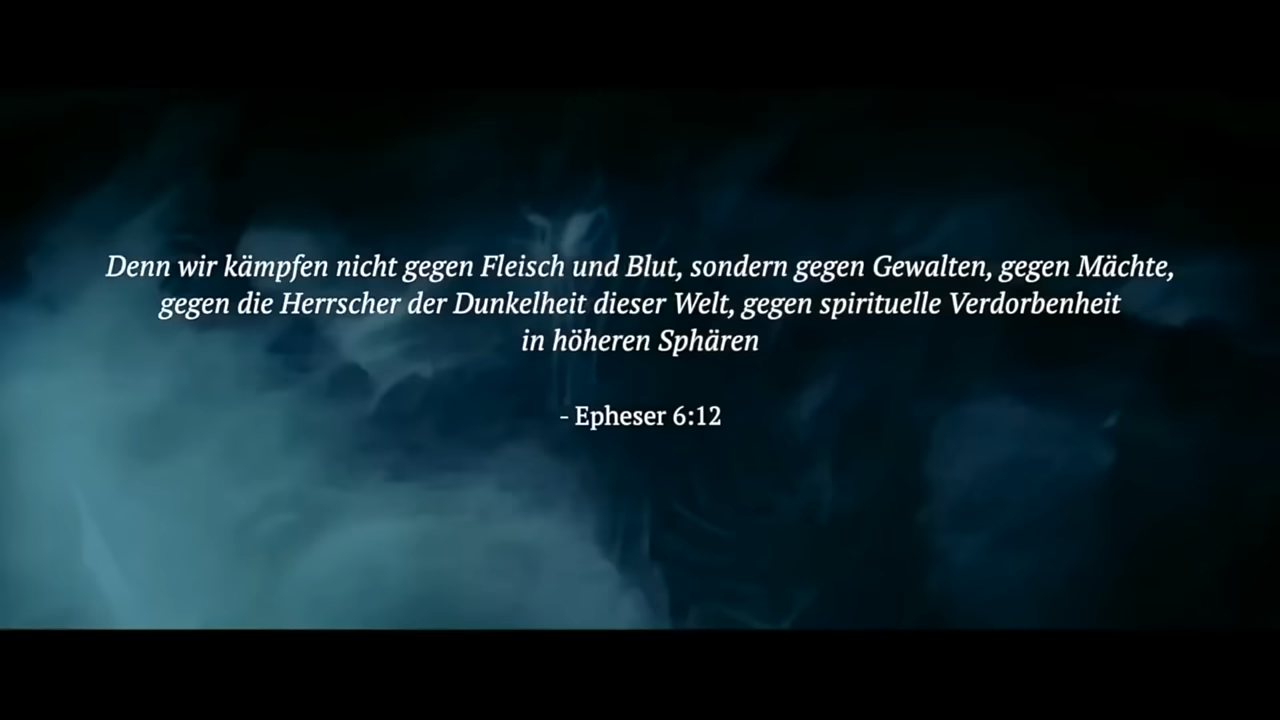 Denn wir kämpfen nicht gegen Fleisch und Blut, sondern gegen Gewalten, gegen Mächte,
gegen die Herrscher der Dunkelheit dieser Welt, gegen spirituelle Verdorbenheit
in höheren Sphären
- Epheser 6:12